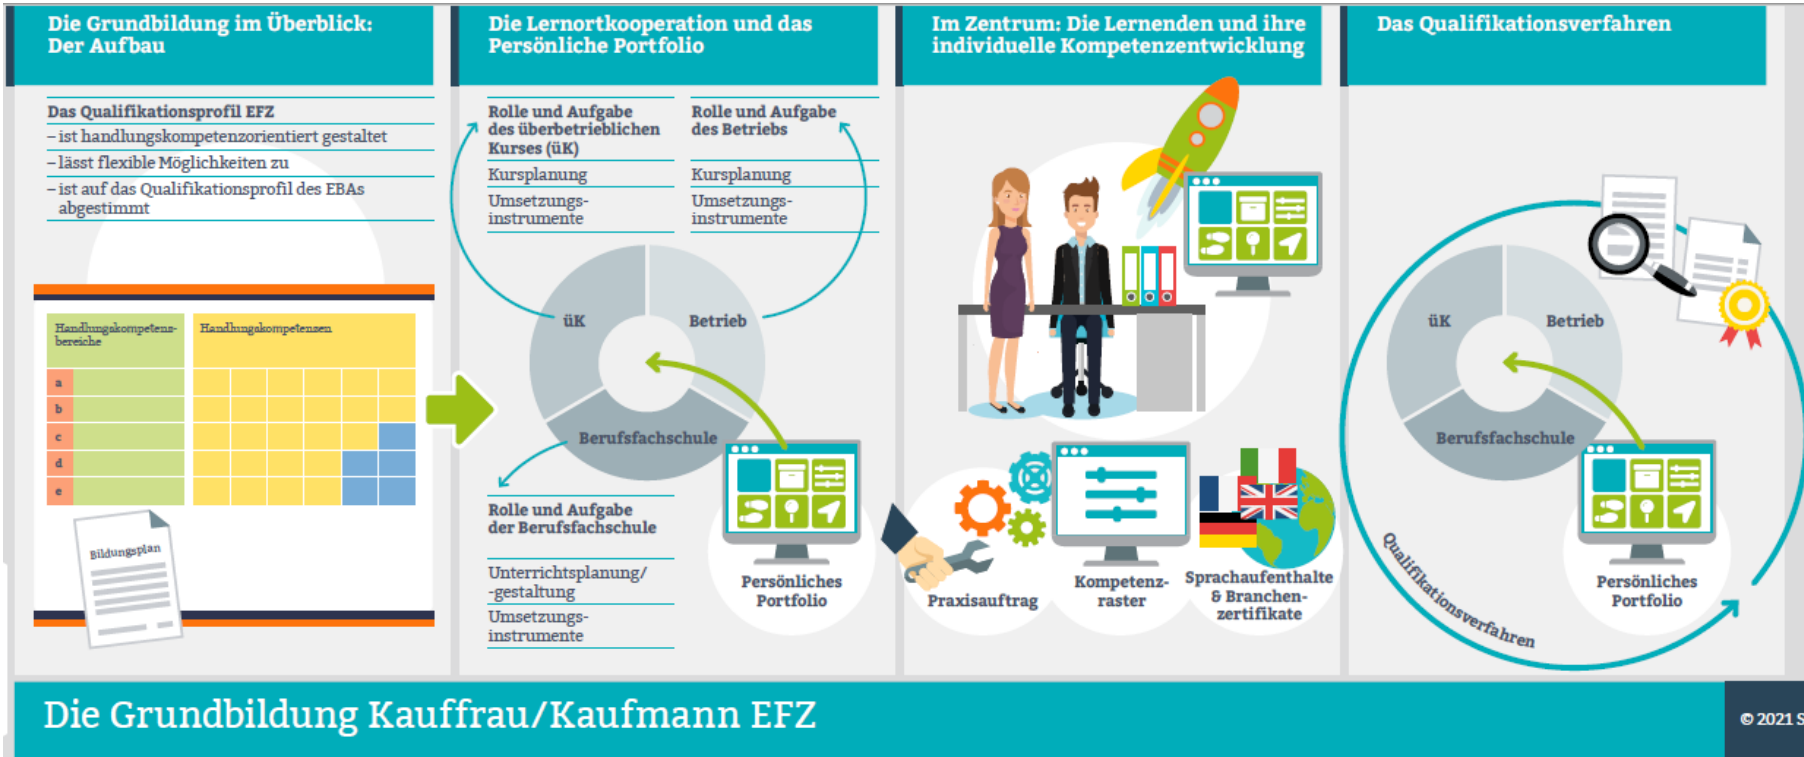 Die Grundbildung im Überblick:
Der Aufbau
Das Qualifikationsprofil EFZ
– ist handlungskompetenzorientiert gestaltet
– lässt flexible Möglichkeiten zu
– ist auf das Qualifikationsprofil des EBAs
abgestimmt
Handlungskompetenz-
bereiche
Handlungskompetenzen
a
b
c
d
e
Bildungsplan
Die Lernortkooperation und das
Persönliche Portfolio
Rolle und Aufgabe
des überbetrieblichen
Kurses (üK)
Kursplanung
Umsetzungs-
instrumente
Rolle und Aufgabe
des Betriebs
Kursplanung
Umsetzungs-
instrumente
üK
Betrieb
Berufsfachschule
Rolle und Aufgabe
der Berufsfachschule
Unterrichtsplanung/
-gestaltung
Umsetzungs-
instrumente
Persönliches
Portfolio
Im Zentrum: Die Lernenden und ihre
individuelle Kompetenzentwicklung
Praxisauftrag
Kompetenz-
raster
Sprachaufenthalte
& Branchen-
zertifikate
Das Qualifikationsverfahren
üK
Betrieb
Berufsfachschule
Persönliches
Portfolio
Qualifikationsverfahren
Die Grundbildung Kauffrau/Kaufmann EFZ
© 2021 S